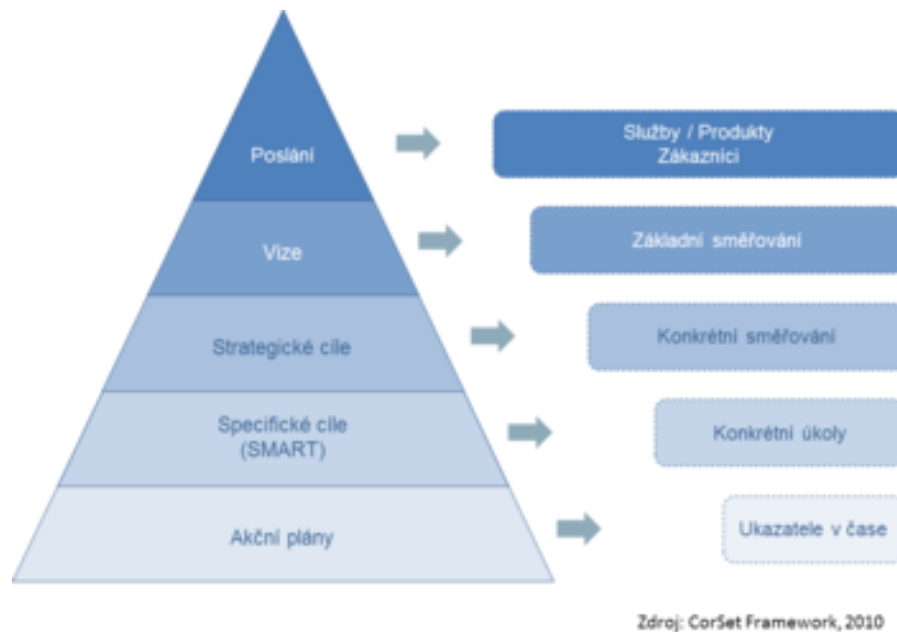 Poslání
Služby / Produkty
Zákazníci
Vize
Základní směřování
Strategické cíle
Konkrétní směřování
Specifické cíle
(SMART)
Konkrétní úkoly
Akční plány
Ukazatele v čase
Zdroj: CorSet Framework, 2010